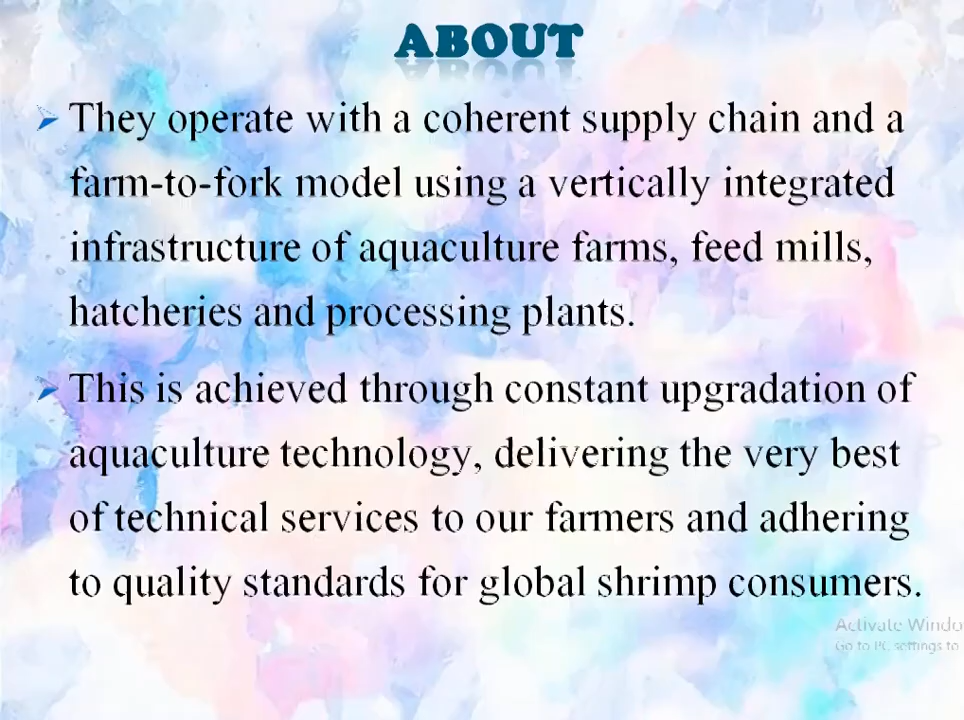 ABOUT
They operate with a coherent supply chain and a
farm-to-fork model using a vertically integrated
infrastructure of aquaculture farms, feed mills,
hatcheries and processing plants.
This is achieved through constant upgradation of
aquaculture technology, delivering the very best
of technical services to our farmers and adhering
to quality standards for global shrimp consumers.
Activate Windo
Go to PC settings to